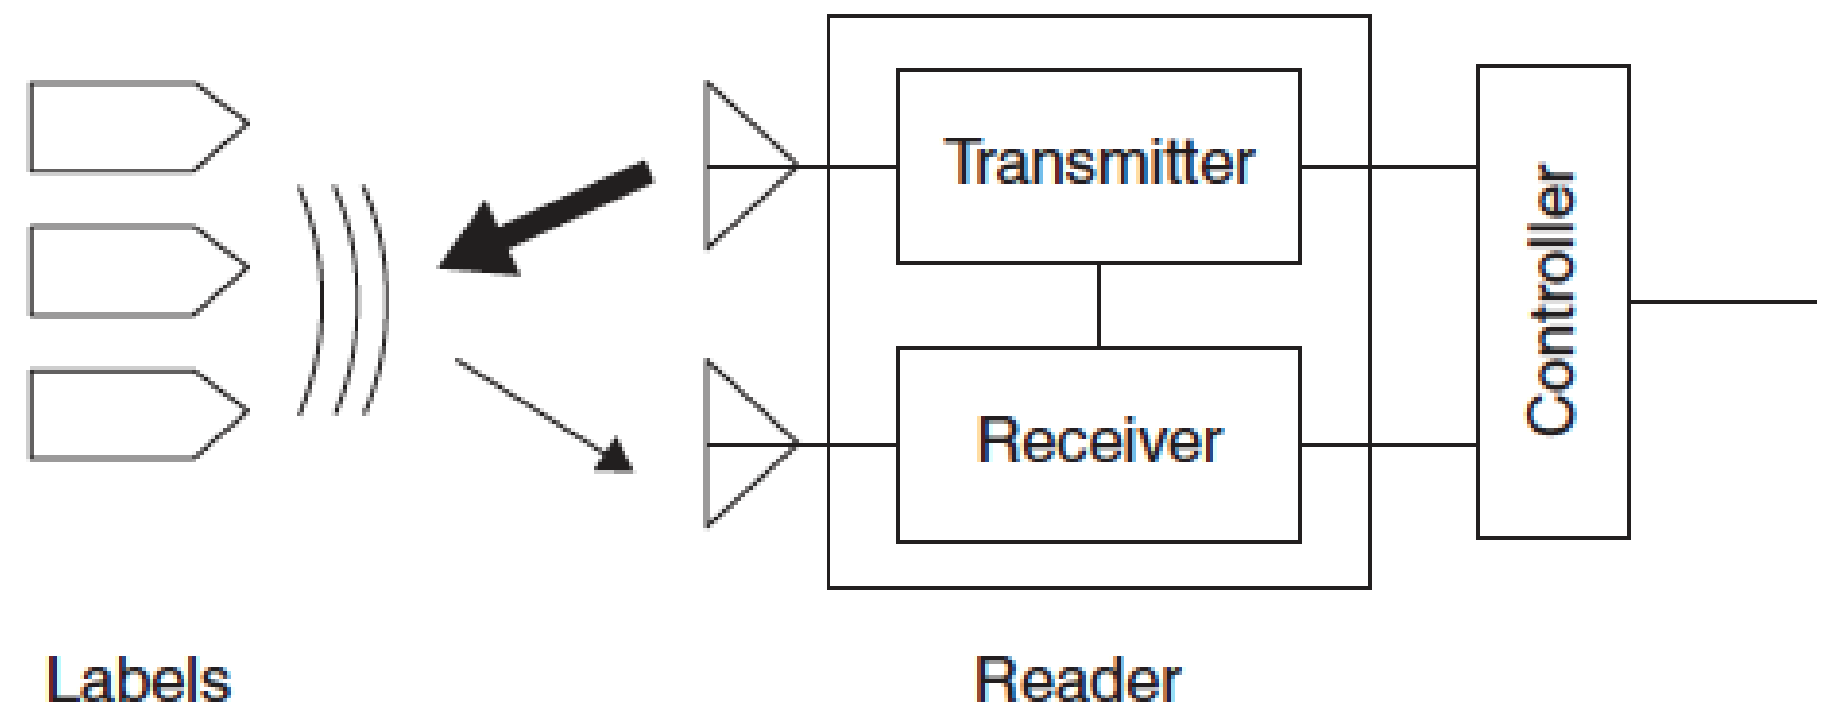 Transmitter
Receiver
Controller
Labels
Reader